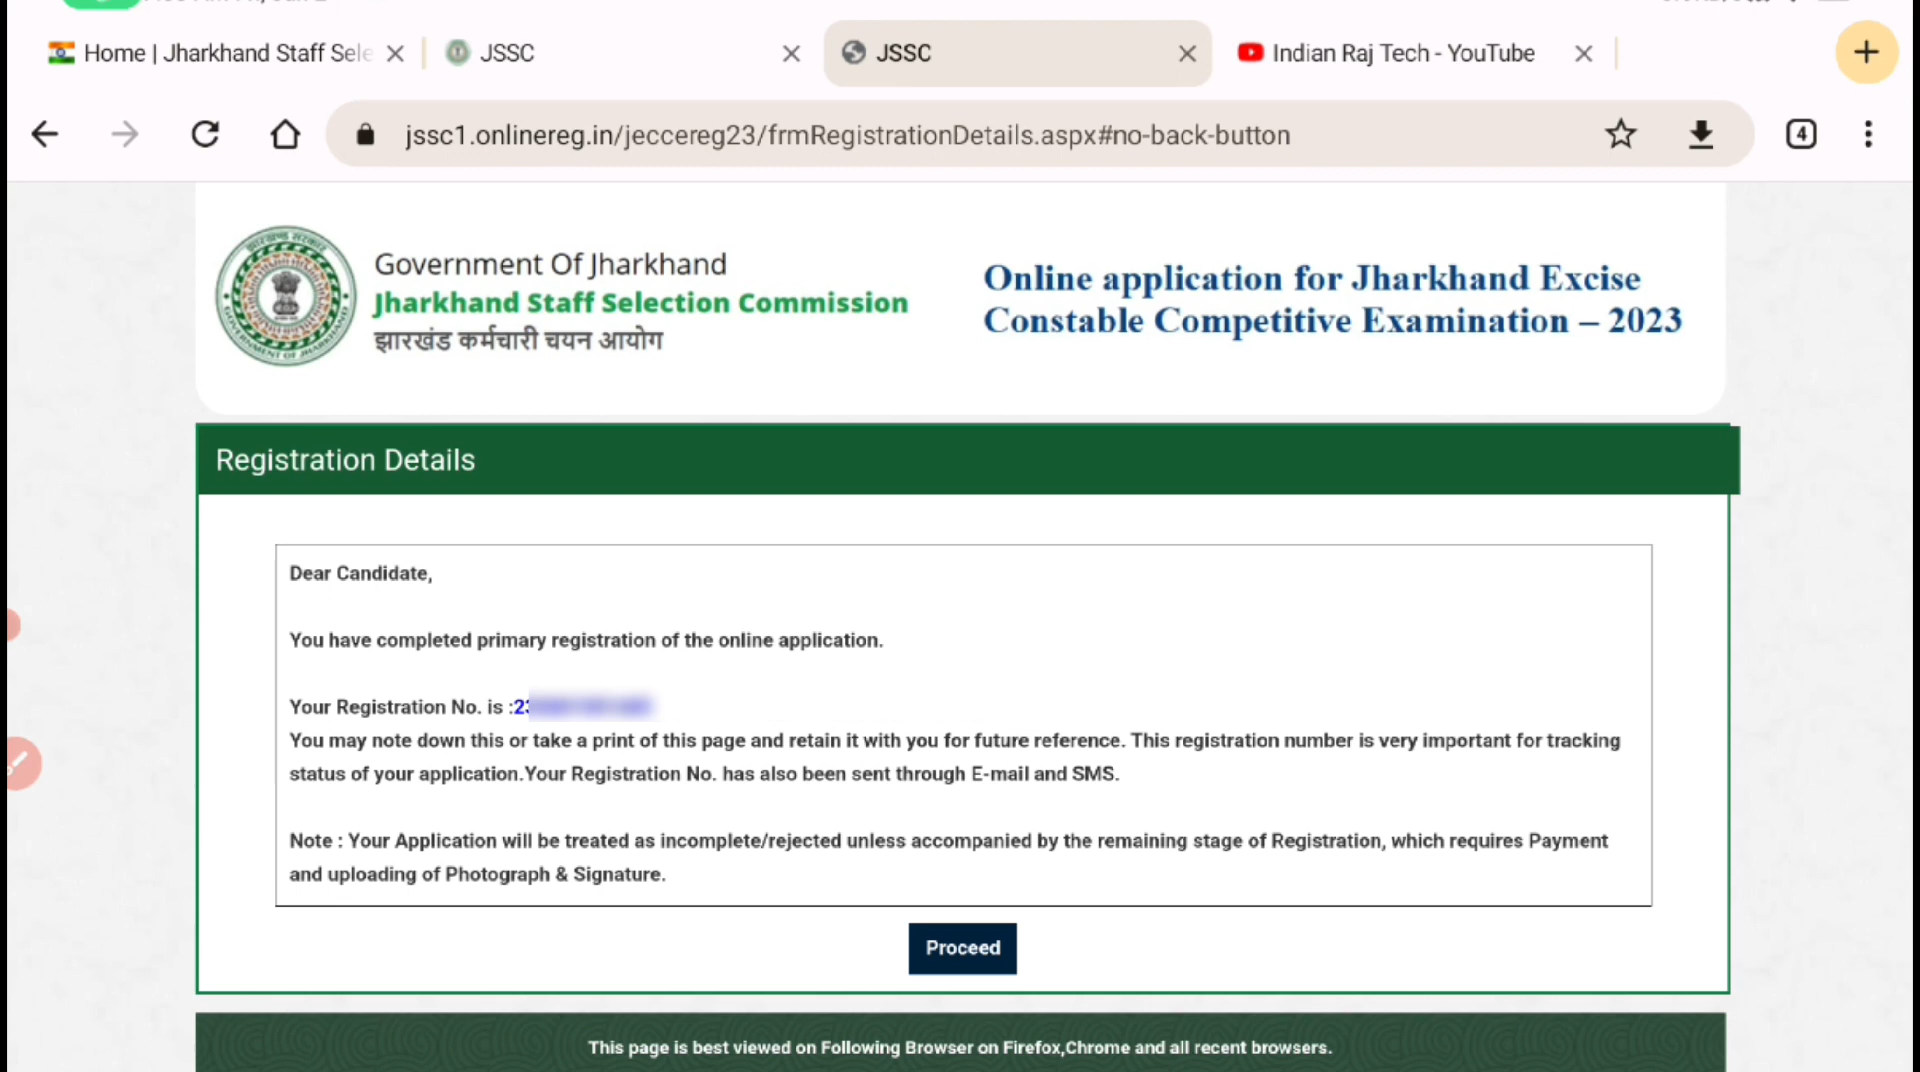 Home | Jharkhand Staff Sele
JSSC
JSSC
Indian Raj Tech - YouTube
jssc1.onlinereg.in/jeccereg23/frmRegistrationDetails.aspx#no-back-button
4
Government Of Jharkhand
Jharkhand Staff Selection Commission
झारखंड कर्मचारी चयन आयोग
Online application for Jharkhand Excise
Constable Competitive Examination – 2023
Registration Details
Dear Candidate,
You have completed primary registration of the online application.
Your Registration No. is :23
You may note down this or take a print of this page and retain it with you for future reference. This registration number is very important for tracking
status of your application.Your Registration No. has also been sent through E-mail and SMS.
Note : Your Application will be treated as incomplete/rejected unless accompanied by the remaining stage of Registration, which requires Payment
and uploading of Photograph & Signature.
Proceed
This page is best viewed on Following Browser on Firefox,Chrome and all recent browsers.